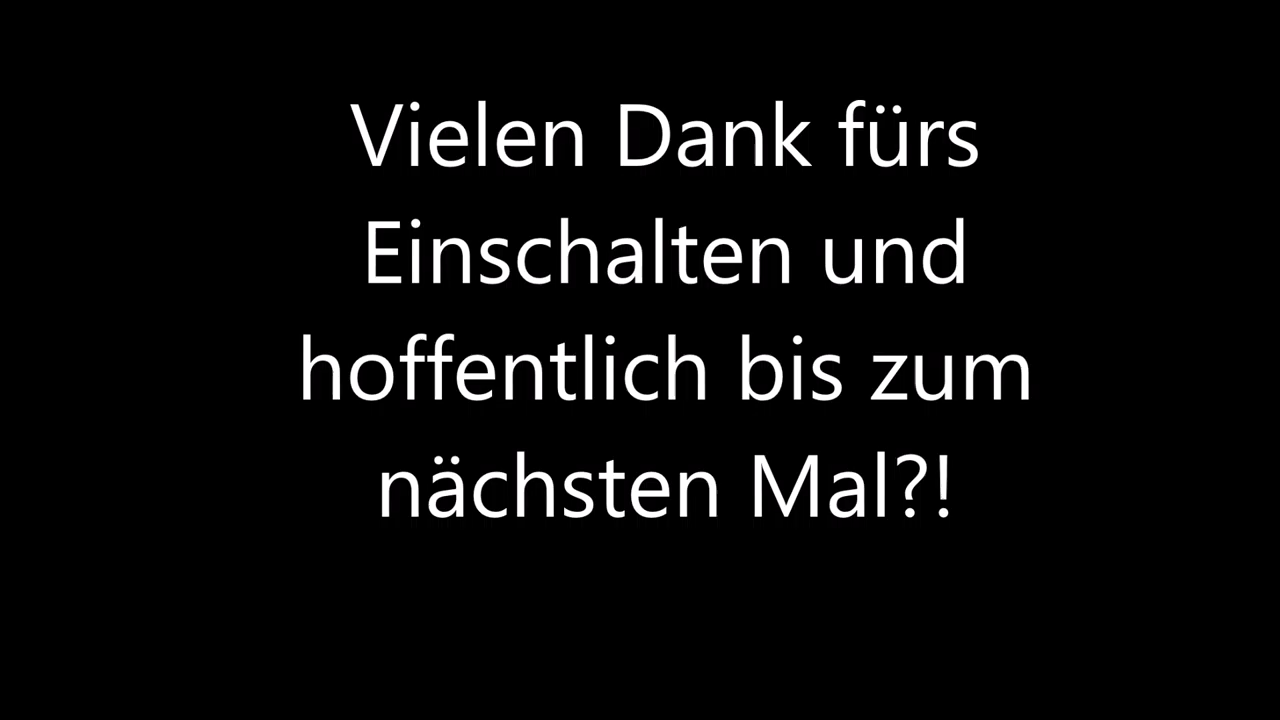 Vielen Dank fürs
Einschalten und
hoffentlich bis zum
nächsten Mal?!